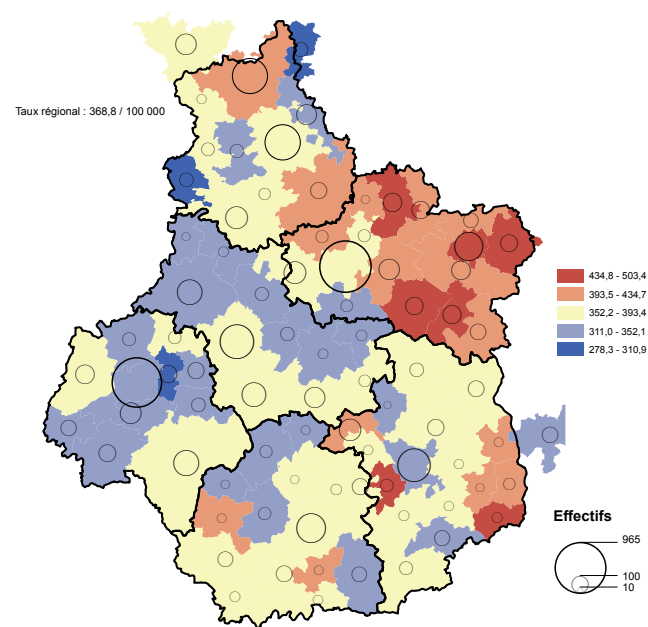 Taux régional : 368,8 / 100 000
434,8 - 503,4
393,5 - 434,7
352,2 - 393,4
311,0 - 352,1
278,3 - 310,9
Effectifs
965
100
10